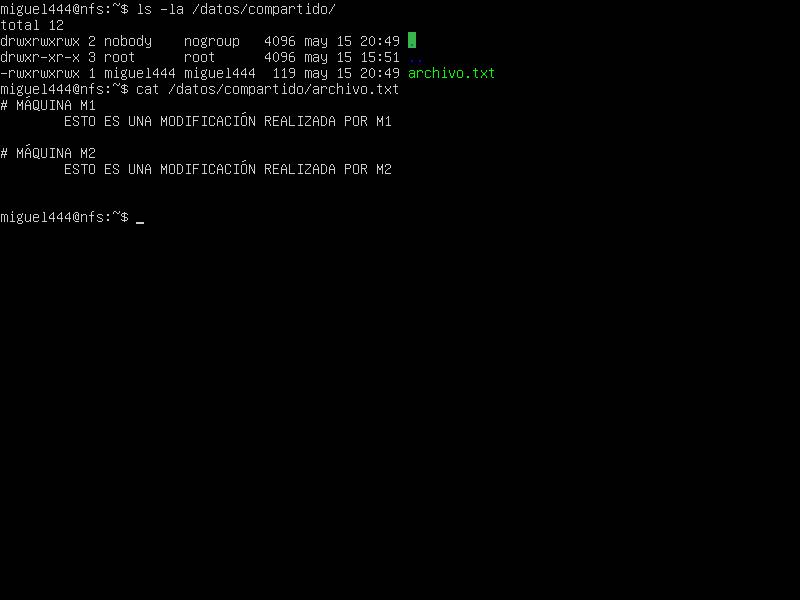 miguel444@nfs:~$ ls -la /datos/compartido/
total 12
drwxrwxrwx 2 nobody    nogroup   4096 may 15 20:49 .
drwxr-xr-x 3 root      root      4096 may 15 15:51 ..
-rwxrwxrwx 1 miguel444 miguel444  119 may 15 20:49 archivo.txt
miguel444@nfs:~$ cat /datos/compartido/archivo.txt
# MÁQUINA M1
        ESTO ES UNA MODIFICACIÓN REALIZADA POR M1
# MÁQUINA M2
        ESTO ES UNA MODIFICACIÓN REALIZADA POR M2
miguel444@nfs:~$ _